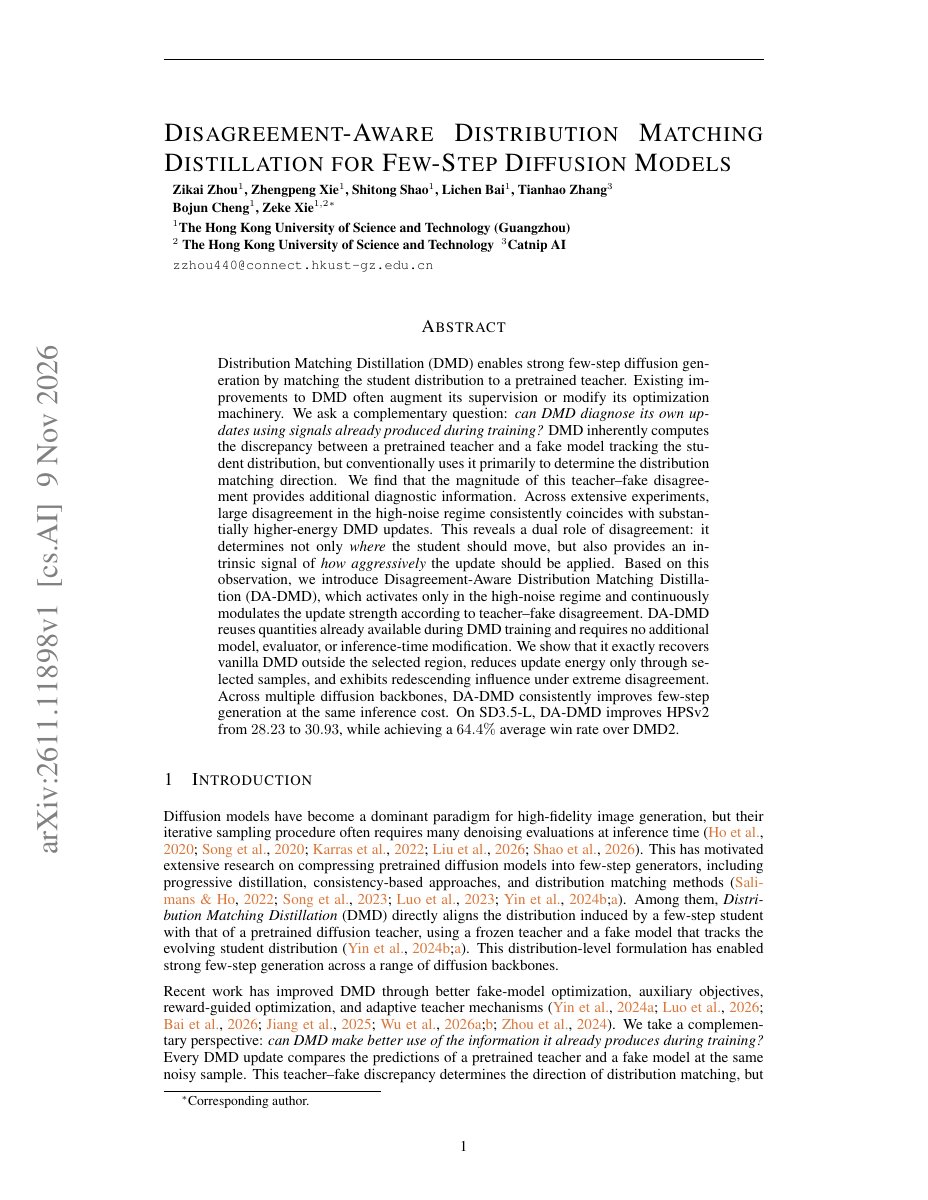 DISAGREEMENT-AWARE DISTRIBUTION MATCHING
DISTILLATION FOR FEW-STEP DIFFUSION MODELS
Zikai Zhou¹, Zhengpeng Xie¹, Shitong Shao¹, Lichen Bai¹, Tianhao Zhang³
Bojun Cheng¹, Zeke Xie¹,²*
¹The Hong Kong University of Science and Technology (Guangzhou)
² The Hong Kong University of Science and Technology ³Catnip AI
zzhou440@connect.hkust-gz.edu.cn
ABSTRACT
Distribution Matching Distillation (DMD) enables strong few-step diffusion gen-
eration by matching the student distribution to a pretrained teacher. Existing im-
provements to DMD often augment its supervision or modify its optimization
machinery. We ask a complementary question: can DMD diagnose its own up-
dates using signals already produced during training? DMD inherently computes
the discrepancy between a pretrained teacher and a fake model tracking the stu-
dent distribution, but conventionally uses it primarily to determine the distribution
matching direction. We find that the magnitude of this teacher–fake disagree-
ment provides additional diagnostic information. Across extensive experiments,
large disagreement in the high-noise regime consistently coincides with substan-
tially higher-energy DMD updates. This reveals a dual role of disagreement: it
determines not only where the student should move, but also provides an in-
trinsic signal of how aggressively the update should be applied. Based on this
observation, we introduce Disagreement-Aware Distribution Matching Distilla-
tion (DA-DMD), which activates only in the high-noise regime and continuously
modulates the update strength according to teacher–fake disagreement. DA-DMD
reuses quantities already available during DMD training and requires no additional
model, evaluator, or inference-time modification. We show that it exactly recovers
vanilla DMD outside the selected region, reduces update energy only through se-
lected samples, and exhibits redescending influence under extreme disagreement.
Across multiple diffusion backbones, DA-DMD consistently improves few-step
generation at the same inference cost. On SD3.5-L, DA-DMD improves HPSv2
from 28.23 to 30.93, while achieving a 64.4% average win rate over DMD2.
1 INTRODUCTION
Diffusion models have become a dominant paradigm for high-fidelity image generation, but their
iterative sampling procedure often requires many denoising evaluations at inference time (Ho et al.,
2020; Song et al., 2020; Karras et al., 2022; Liu et al., 2026; Shao et al., 2026). This has motivated
extensive research on compressing pretrained diffusion models into few-step generators, including
progressive distillation, consistency-based approaches, and distribution matching methods (Sali-
mans & Ho, 2022; Song et al., 2023; Luo et al., 2023; Yin et al., 2024b;a). Among them, Distri-
bution Matching Distillation (DMD) directly aligns the distribution induced by a few-step student
with that of a pretrained diffusion teacher, using a frozen teacher and a fake model that tracks the
evolving student distribution (Yin et al., 2024b;a). This distribution-level formulation has enabled
strong few-step generation across a range of diffusion backbones.
Recent work has improved DMD through better fake-model optimization, auxiliary objectives,
reward-guided optimization, and adaptive teacher mechanisms (Yin et al., 2024a; Luo et al., 2026;
Bai et al., 2026; Jiang et al., 2025; Wu et al., 2026a;b; Zhou et al., 2024). We take a complemen-
tary perspective: can DMD make better use of the information it already produces during training?
Every DMD update compares the predictions of a pretrained teacher and a fake model at the same
noisy sample. This teacher–fake discrepancy determines the direction of distribution matching, but
*Corresponding author.
1
arXiv:2611.11898v1 [cs.AI] 9 Nov 2026